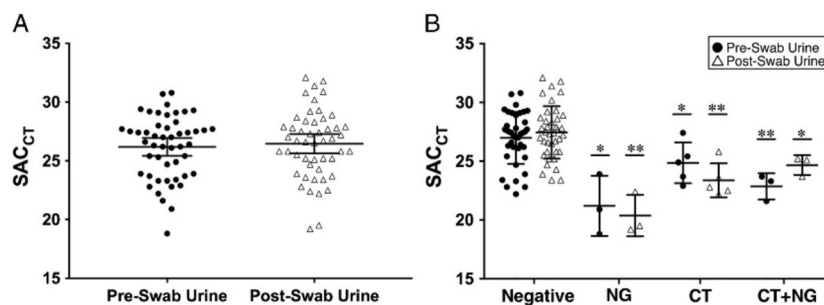 A
SAC_CT
35
30
25
20
15
Pre-Swab Urine
Post-Swab Urine
B
SAC_CT
35
30
25
20
15
Pre-Swab Urine
Post-Swab Urine
* ** * ** ** *
Negative
NG
CT
CT+NG